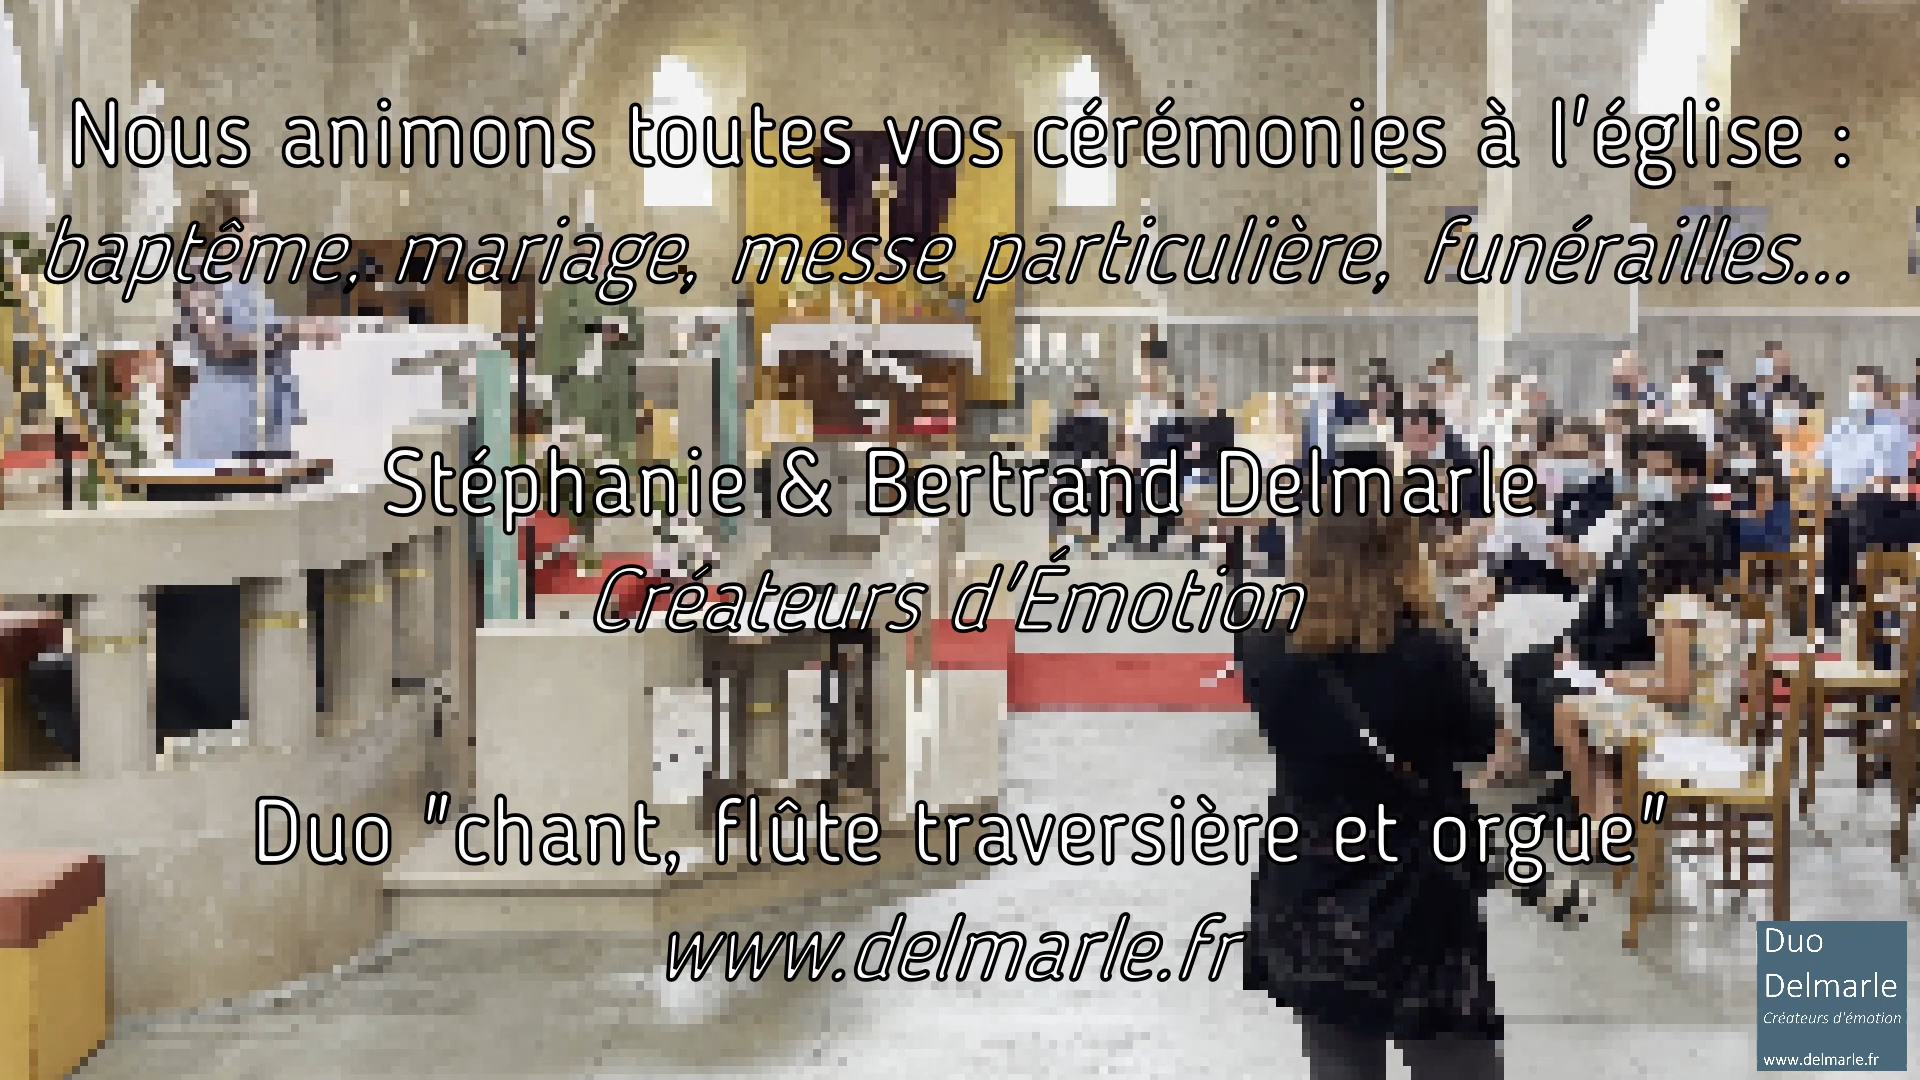 Nous animons toutes vos cérémonies à l'église :
baptême, mariage, messe particulière, funérailles...
Stéphanie & Bertrand Delmarle
Créateurs d'Émotion
Duo "chant, flûte traversière et orgue"
www.delmarle.fr
Duo
Delmarle
Créateurs d'émotion
www.delmarle.fr